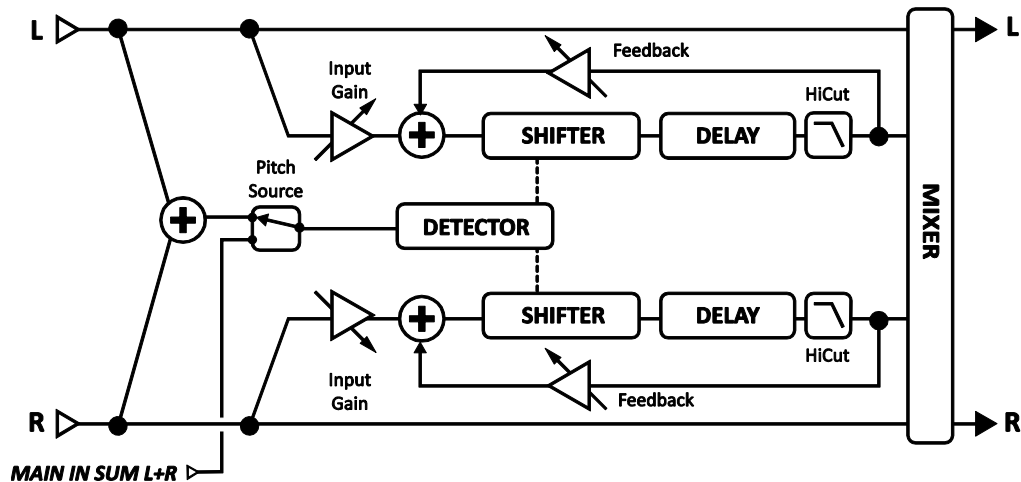 L
L
Feedback
Input
Gain
HiCut
SHIFTER
DELAY
Pitch
Source
DETECTOR
MIXER
SHIFTER
DELAY
HiCut
Input
Gain
Feedback
R
R
MAIN IN SUM L+R